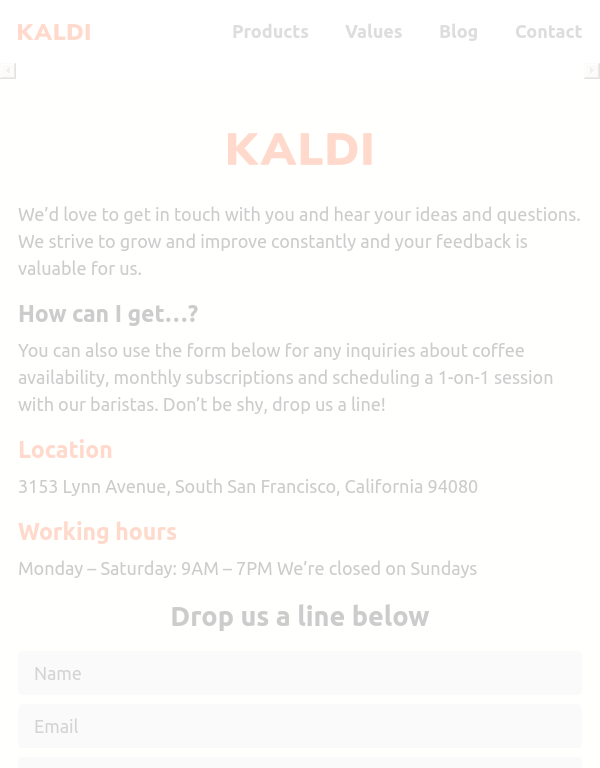 KALDI Products Values Blog Contact
KALDI
We’d love to get in touch with you and hear your ideas and questions.
We strive to grow and improve constantly and your feedback is
valuable for us.
How can I get…?
You can also use the form below for any inquiries about coffee
availability, monthly subscriptions and scheduling a 1-on-1 session
with our baristas. Don’t be shy, drop us a line!
Location
3153 Lynn Avenue, South San Francisco, California 94080
Working hours
Monday – Saturday: 9AM – 7PM We’re closed on Sundays
Drop us a line below
Name
Email